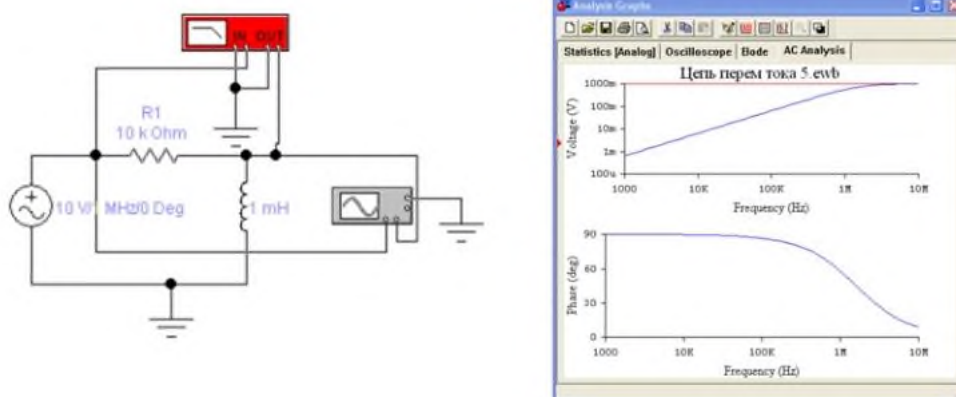 IN OUT
R1
10 k Ohm
10 V/1 MHz/0 Deg
1 mH
Analysis Graphs
Statistics [Analog] Oscilloscope Bode AC Analysis
Цепь перем тока 5.ewb
Voltage (V)
1000m
100m
10m
1m
100u
1000 10K 100K 1M 10M
Frequency (Hz)
Phase (deg)
90
60
30
0
1000 10K 100K 1M 10M
Frequency (Hz)